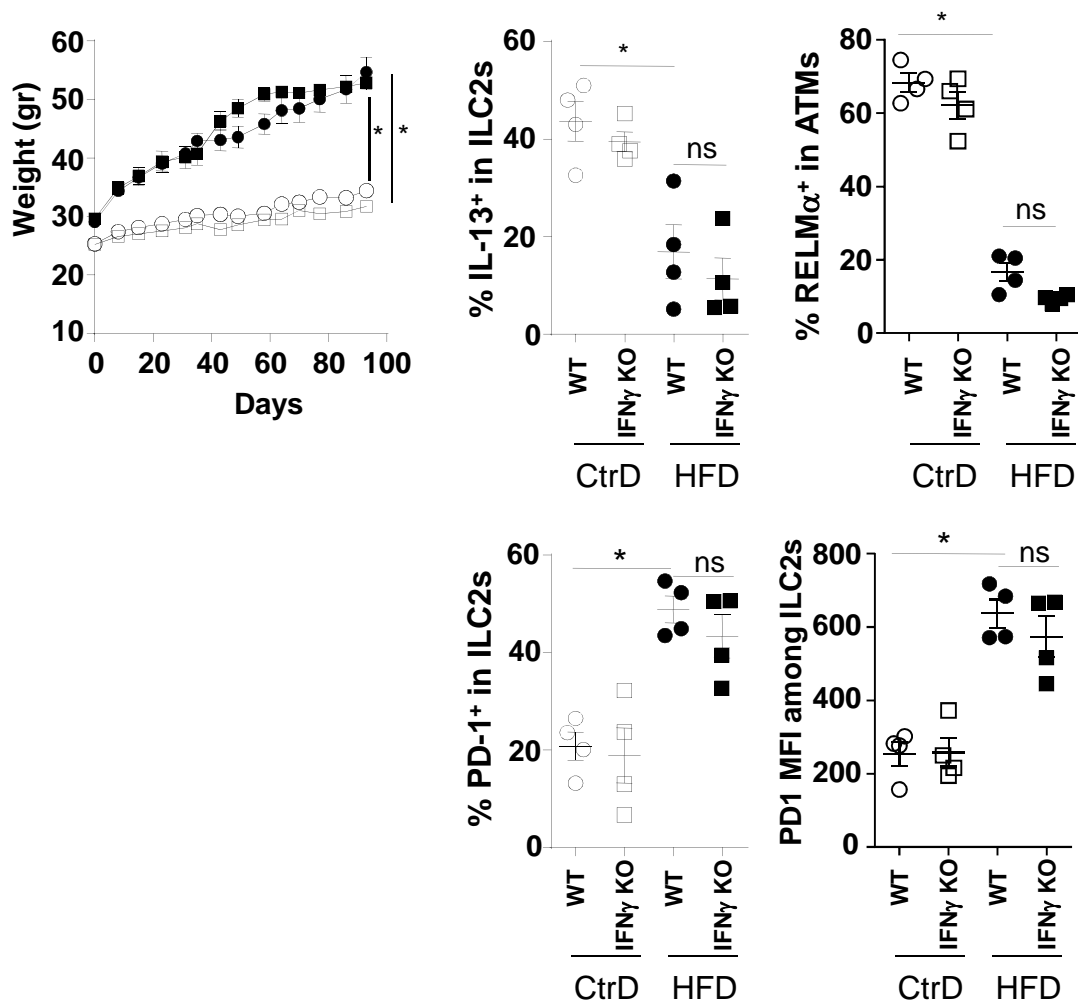 60
50
40
30
20
10
Weight (gr)
0 20 40 60 80 100
Days
* *
60
40
20
0
% IL-13⁺ in ILC2s
*
ns
WT IFNγ KO WT IFNγ KO
CtrD HFD
80
60
40
20
0
% RELMα⁺ in ATMs
*
ns
WT IFNγ KO WT IFNγ KO
CtrD HFD
60
40
20
0
% PD-1⁺ in ILC2s
*
ns
WT IFNγ KO WT IFNγ KO
CtrD HFD
800
600
400
200
0
PD1 MFI among ILC2s
*
ns
WT IFNγ KO WT IFNγ KO
CtrD HFD